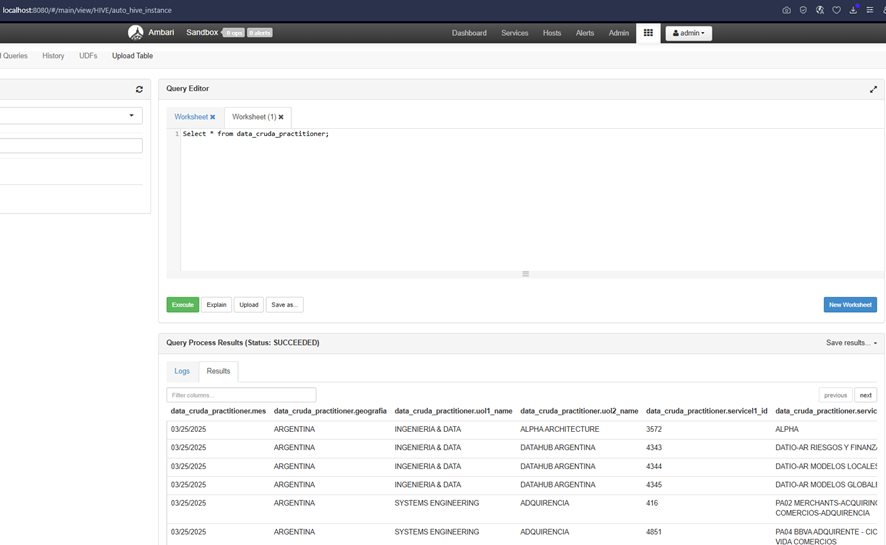 localhost:8080/#/main/view/HIVE/auto_hive_instance
Ambari Sandbox 0 ops 0 alerts Dashboard Services Hosts Alerts Admin admin
Queries History UDFs Upload Table
Query Editor
Worksheet Worksheet (1)
1 Select * from data_cruda_practitioner;
Execute Explain Upload Save as... New Worksheet
Query Process Results (Status: SUCCEEDED) Save results...
Logs Results
Filter columns... previous next
data_cruda_practitioner.mes data_cruda_practitioner.geografia data_cruda_practitioner.uol1_name data_cruda_practitioner.uol2_name data_cruda_practitioner.servicel1_id data_cruda_practitioner.servic
03/25/2025 ARGENTINA INGENIERIA & DATA ALPHA ARCHITECTURE 3572 ALPHA
03/25/2025 ARGENTINA INGENIERIA & DATA DATAHUB ARGENTINA 4343 DATIO-AR RIESGOS Y FINANZ
03/25/2025 ARGENTINA INGENIERIA & DATA DATAHUB ARGENTINA 4344 DATIO-AR MODELOS LOCALES
03/25/2025 ARGENTINA INGENIERIA & DATA DATAHUB ARGENTINA 4345 DATIO-AR MODELOS GLOBAL
03/25/2025 ARGENTINA SYSTEMS ENGINEERING ADQUIRENCIA 416 PA02 MERCHANTS-ACQUIRING
COMERCIOS-ADQUIRENCIA
03/25/2025 ARGENTINA SYSTEMS ENGINEERING ADQUIRENCIA 4851 PA04 BBVA ADQUIRENTE - CIC
VIDA COMERCIOS